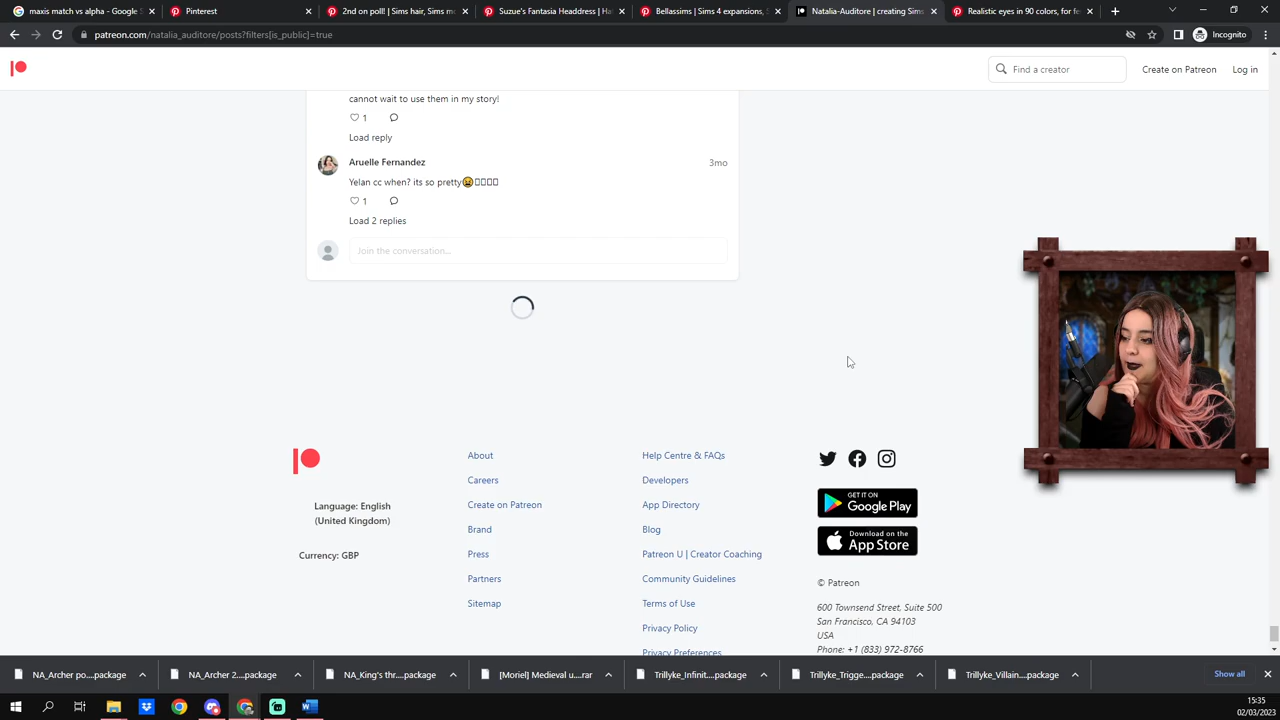 maxis match vs alpha - Google S
Pinterest
2nd on poll! | Sims hair, Sims mo
Suzue's Fantasia Headdress | Ha
Bellassims | Sims 4 expansions, S
Natalia-Auditore | creating Sims
Realistic eyes in 90 colors, for fe
patreon.com/natalia_auditore/posts?filters[is_public]=true
Incognito
Find a creator
Create on Patreon
Log in
cannot wait to use them in my story!
1
Load reply
Aruelle Fernandez
3mo
Yelan cc when? its so pretty😆▯▯▯▯
1
Load 2 replies
Join the conversation...
Language: English
(United Kingdom)
Currency: GBP
About
Careers
Create on Patreon
Brand
Press
Partners
Sitemap
Help Centre & FAQs
Developers
App Directory
Blog
Patreon U | Creator Coaching
Community Guidelines
Terms of Use
Privacy Policy
Privacy Preferences
GET IT ON
Google Play
Download on the
App Store
© Patreon
600 Townsend Street, Suite 500
San Francisco, CA 94103
USA
Phone: +1 (833) 972-8766
NA_Archer po....package
NA_Archer 2....package
NA_King's thr....package
[Moriel] Medieval u....rar
Trillyke_Infinit....package
Trillyke_Trigge....package
Trillyke_Villain....package
Show all
15:35
02/03/2023